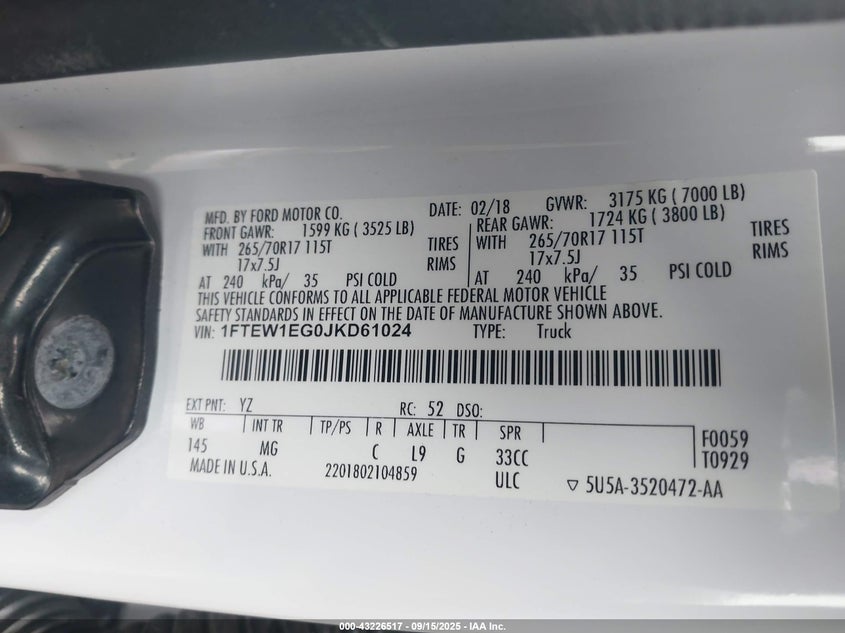 MFD. BY FORD MOTOR CO. DATE: 02/18 GVWR: 3175 KG ( 7000 LB)
FRONT GAWR: 1599 KG ( 3525 LB) REAR GAWR: 1724 KG ( 3800 LB)
WITH 265/70R17 115T TIRES WITH 265/70R17 115T TIRES
17x7.5J RIMS 17x7.5J RIMS
AT 240 kPa/ 35 PSI COLD AT 240 kPa/ 35 PSI COLD
THIS VEHICLE CONFORMS TO ALL APPLICABLE FEDERAL MOTOR VEHICLE
SAFETY STANDARDS IN EFFECT ON THE DATE OF MANUFACTURE SHOWN ABOVE.
VIN: 1FTEW1EG0JKD61024 TYPE: Truck
EXT PNT: YZ RC: 52 DSO:
WB INT TR TP/PS R AXLE TR SPR F0059
145 MG C L9 G 33CC T0929
MADE IN U.S.A. 2201802104859 ULC ▽ 5U5A-3520472-AA
000-43226517 - 09/15/2025 - IAA Inc.